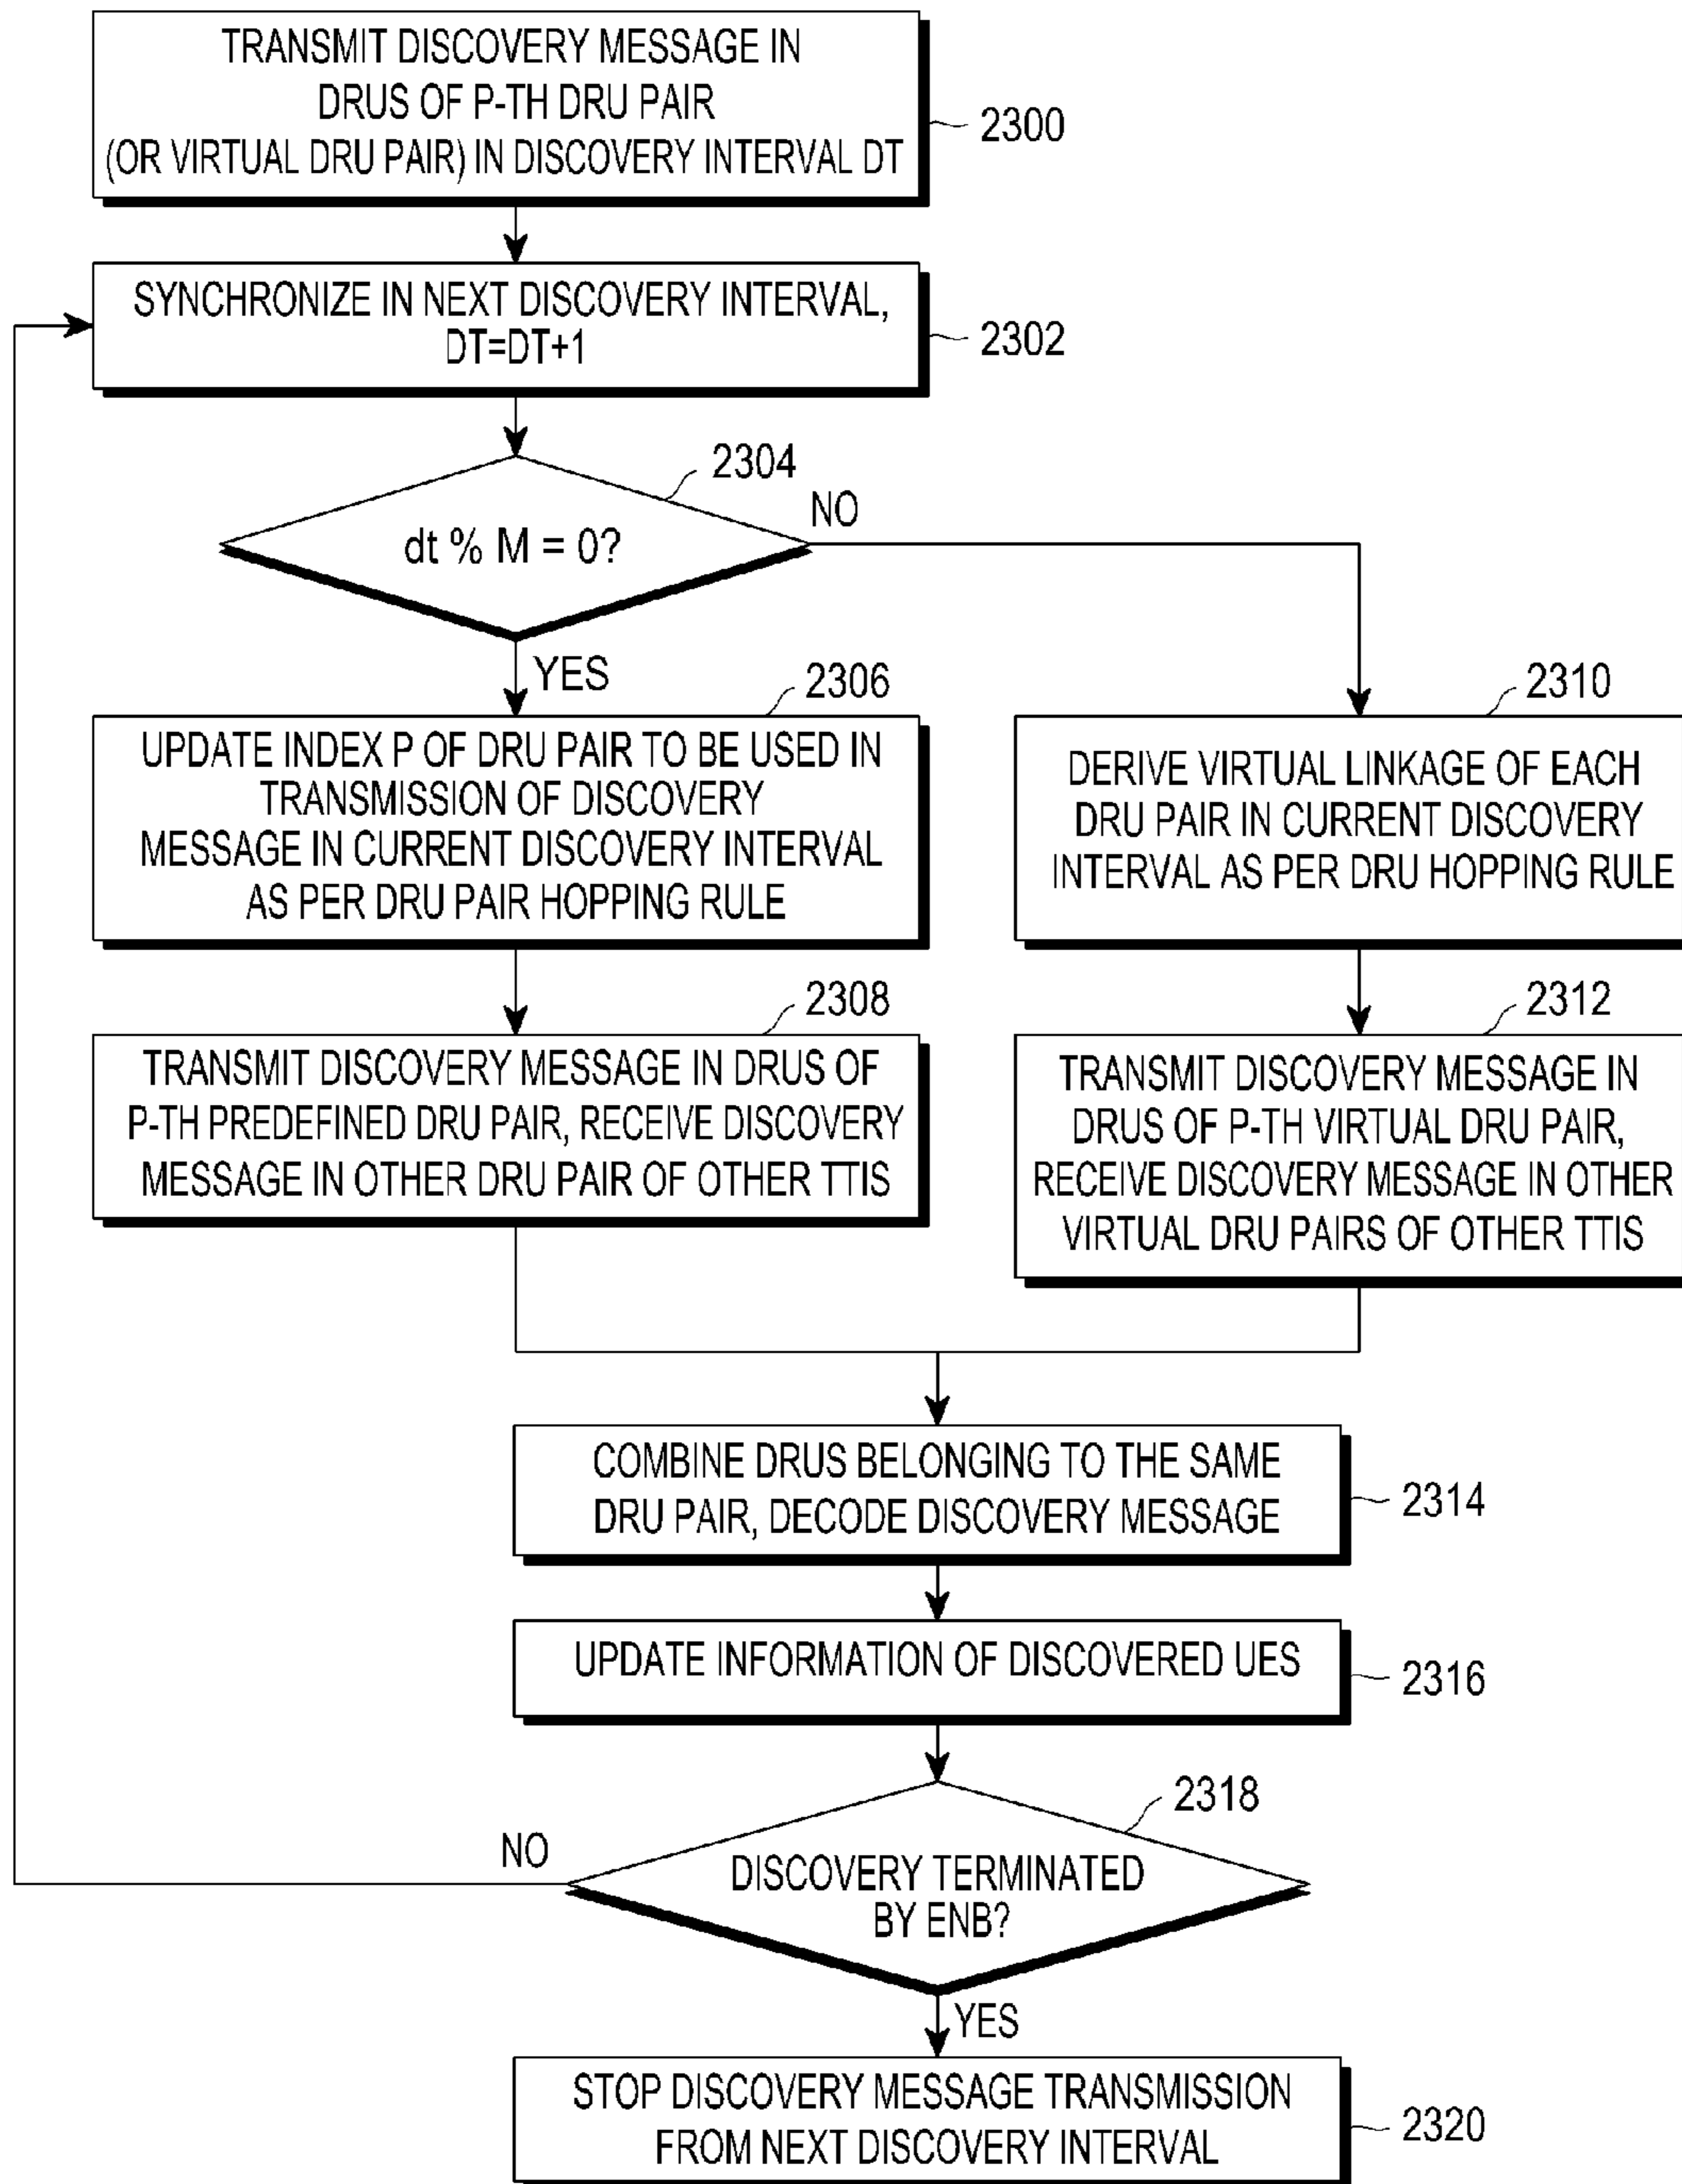 TRANSMIT DISCOVERY MESSAGE IN
DRUS OF P-TH DRU PAIR
(OR VIRTUAL DRU PAIR) IN DISCOVERY INTERVAL DT
2300
SYNCHRONIZE IN NEXT DISCOVERY INTERVAL,
DT=DT+1
2302
2304
dt % M = 0?
NO
YES
2306
UPDATE INDEX P OF DRU PAIR TO BE USED IN
TRANSMISSION OF DISCOVERY
MESSAGE IN CURRENT DISCOVERY INTERVAL
AS PER DRU PAIR HOPPING RULE
2310
DERIVE VIRTUAL LINKAGE OF EACH
DRU PAIR IN CURRENT DISCOVERY
INTERVAL AS PER DRU HOPPING RULE
2308
TRANSMIT DISCOVERY MESSAGE IN DRUS OF
P-TH PREDEFINED DRU PAIR, RECEIVE DISCOVERY
MESSAGE IN OTHER DRU PAIR OF OTHER TTIS
2312
TRANSMIT DISCOVERY MESSAGE IN
DRUS OF P-TH VIRTUAL DRU PAIR,
RECEIVE DISCOVERY MESSAGE IN OTHER
VIRTUAL DRU PAIRS OF OTHER TTIS
COMBINE DRUS BELONGING TO THE SAME
DRU PAIR, DECODE DISCOVERY MESSAGE
2314
UPDATE INFORMATION OF DISCOVERED UES
2316
2318
DISCOVERY TERMINATED
BY ENB?
NO
YES
STOP DISCOVERY MESSAGE TRANSMISSION
FROM NEXT DISCOVERY INTERVAL
2320